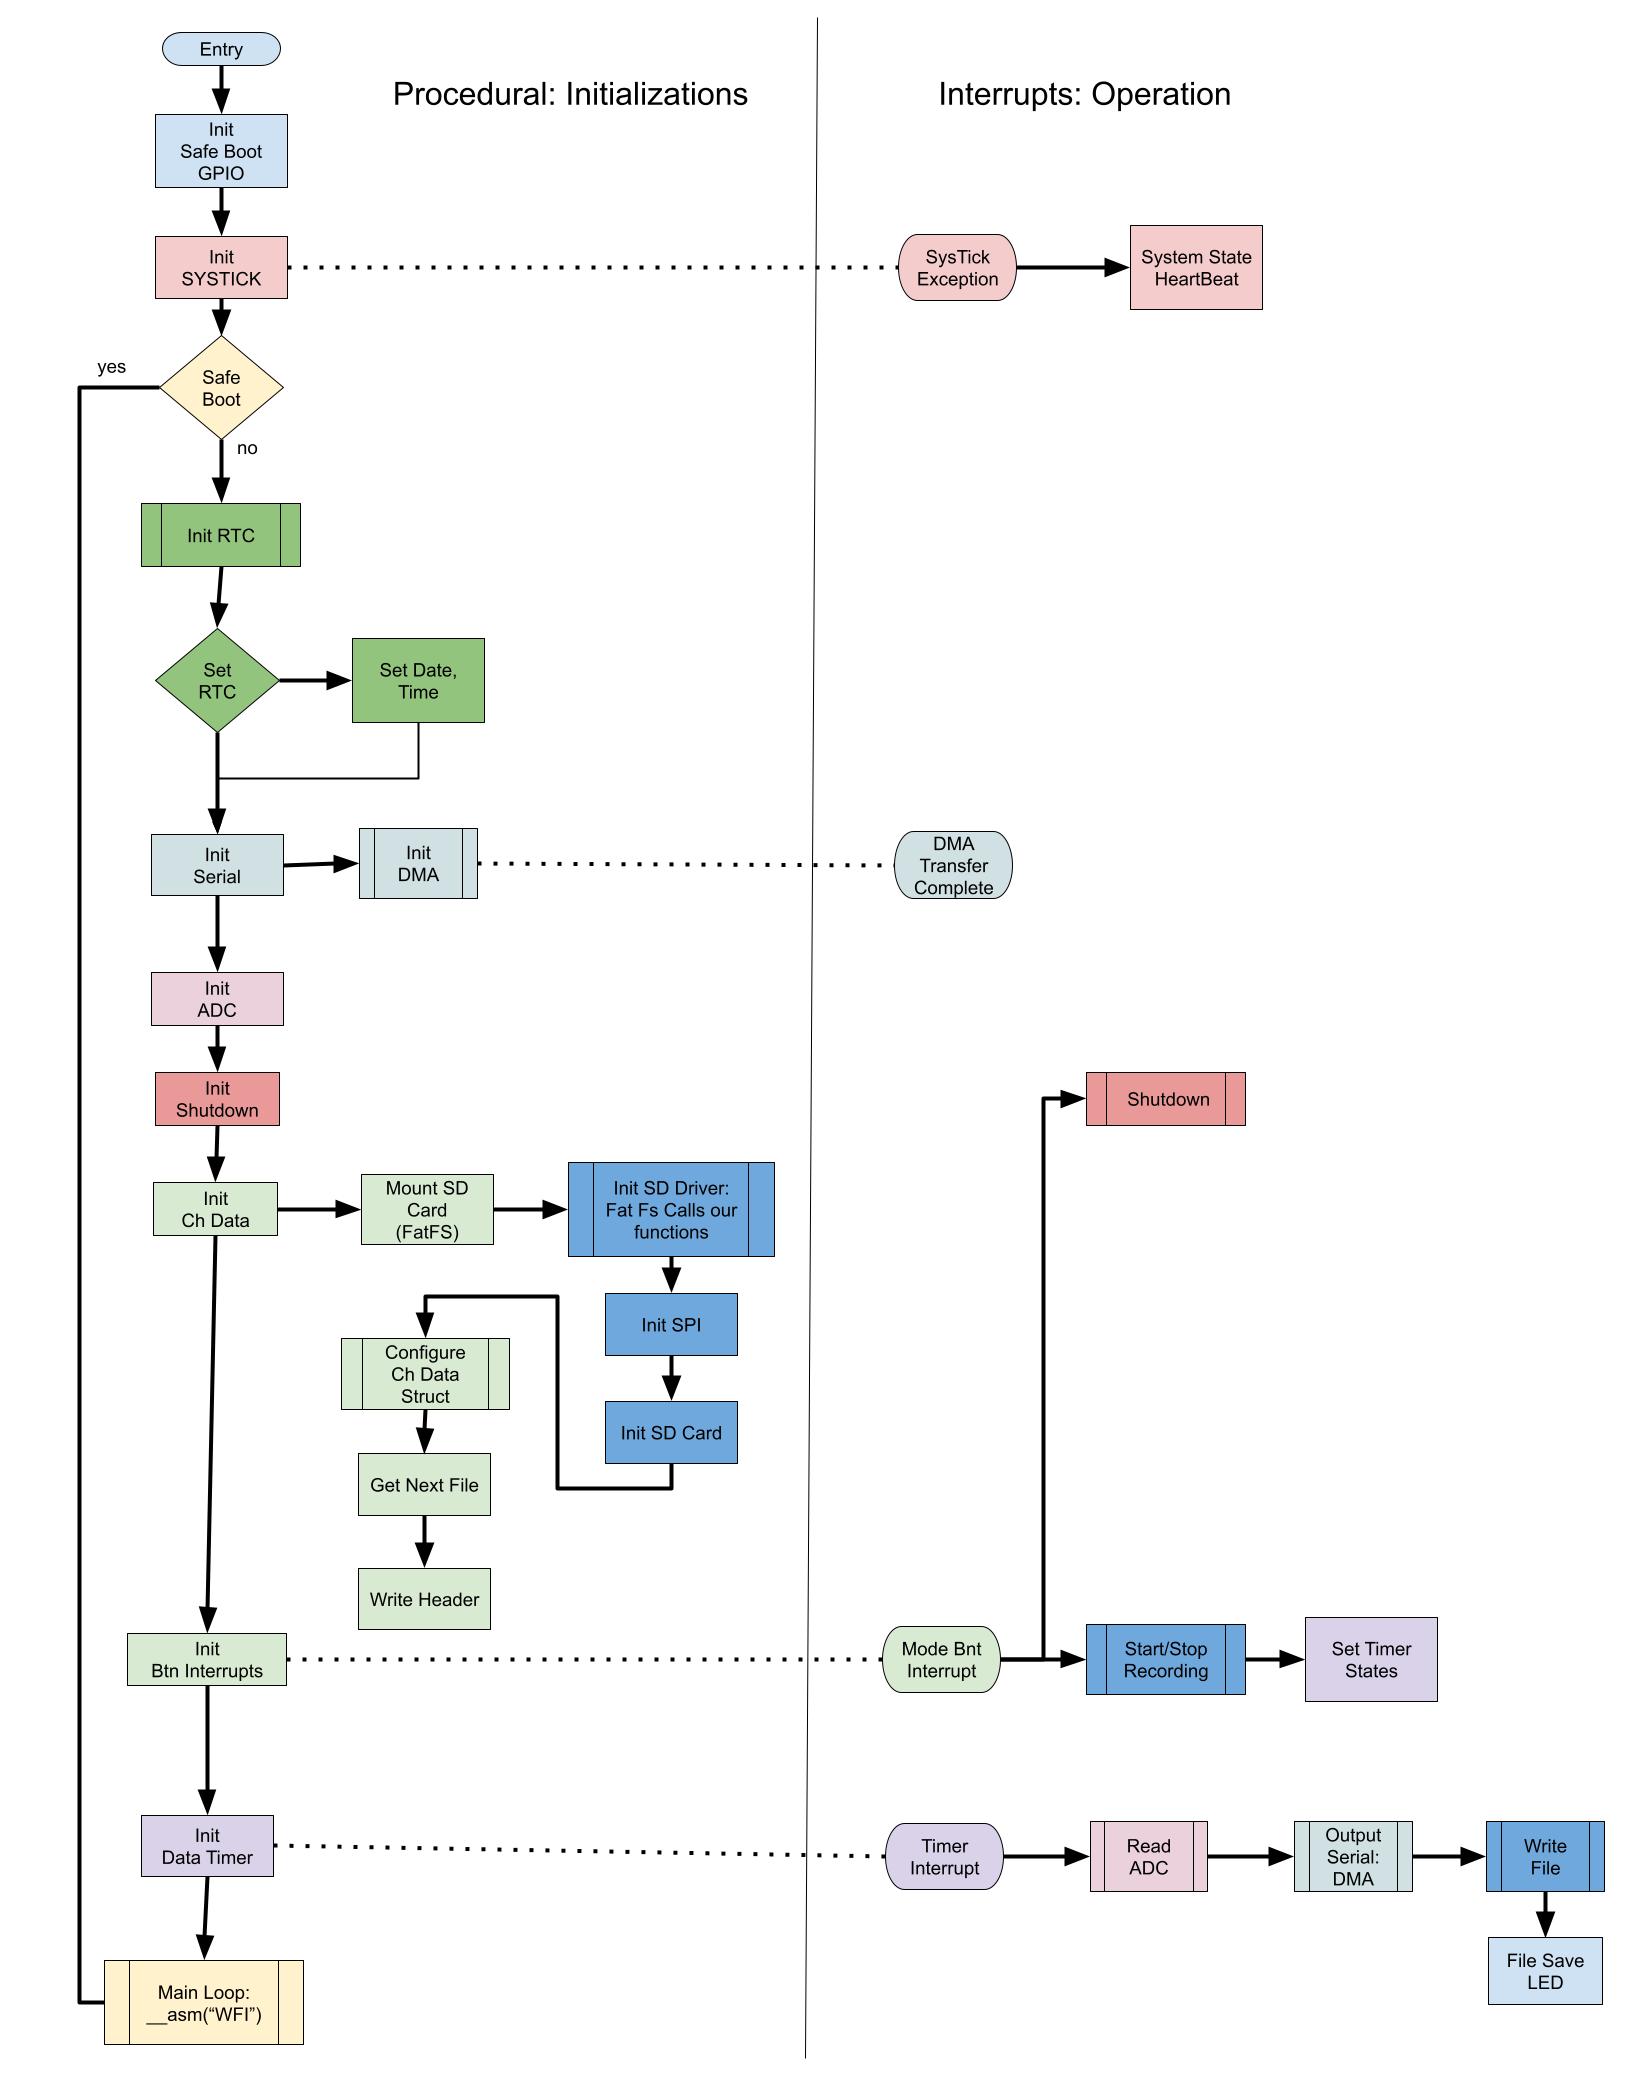 Entry
Procedural: Initializations
Interrupts: Operation
Init
Safe Boot
GPIO
Init
SYSTICK
SysTick
Exception
System State
HeartBeat
yes
Safe
Boot
no
Init RTC
Set
RTC
Set Date,
Time
Init
Serial
Init
DMA
DMA
Transfer
Complete
Init
ADC
Init
Shutdown
Shutdown
Init
Ch Data
Mount SD
Card
(FatFS)
Init SD Driver:
Fat Fs Calls our
functions
Init SPI
Configure
Ch Data
Struct
Init SD Card
Get Next File
Write Header
Init
Btn Interrupts
Mode Bnt
Interrupt
Start/Stop
Recording
Set Timer
States
Init
Data Timer
Timer
Interrupt
Read
ADC
Output
Serial:
DMA
Write
File
File Save
LED
Main Loop:
__asm(“WFI”)